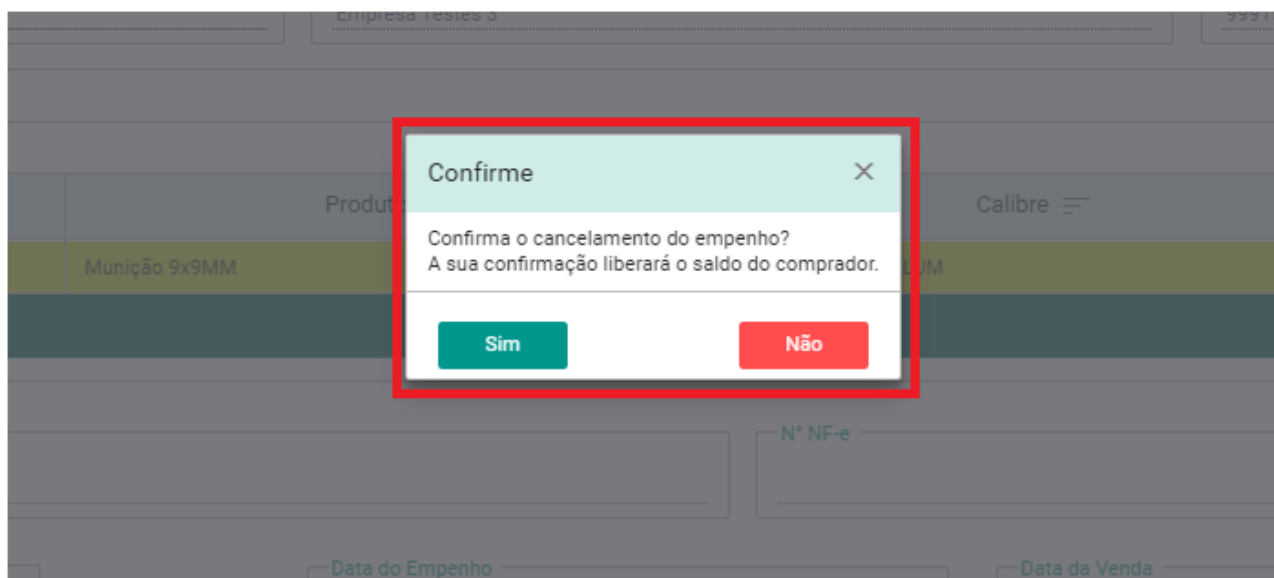 Empresa Testes 3
Confirme
Produto
Calibre
Confirma o cancelamento do empenho?
A sua confirmação liberará o saldo do comprador.
Munição 9x9MM
Sim
Não
N° NF-e
Data do Empenho
Data da Venda